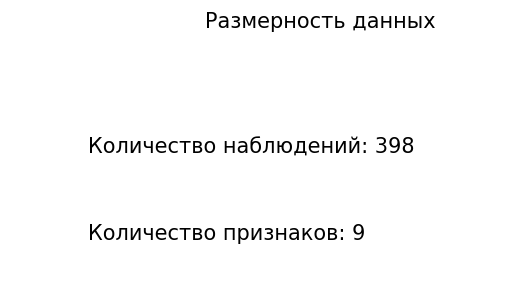 Размерность данных
Количество наблюдений: 398
Количество признаков: 9